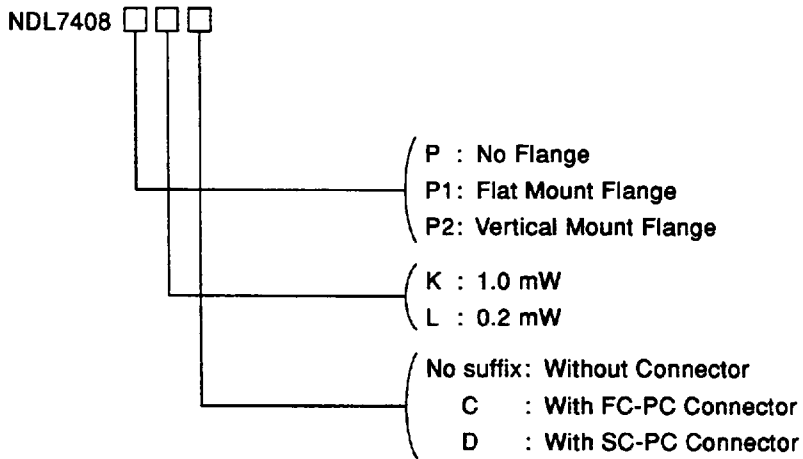 NDL7408
P : No Flange
P1: Flat Mount Flange
P2: Vertical Mount Flange
K : 1.0 mW
L : 0.2 mW
No suffix: Without Connector
C : With FC-PC Connector
D : With SC-PC Connector